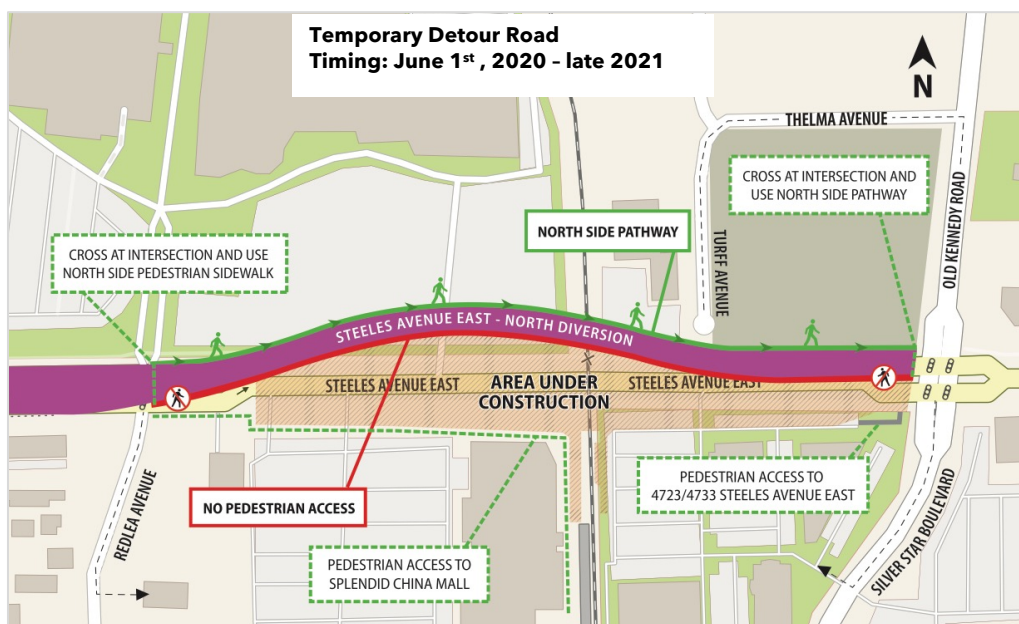 Temporary Detour Road
Timing: June 1st , 2020 – late 2021
N
THELMA AVENUE
CROSS AT INTERSECTION AND
USE NORTH SIDE PATHWAY
OLD KENNEDY ROAD
NORTH SIDE PATHWAY
TURFF AVENUE
CROSS AT INTERSECTION AND USE
NORTH SIDE PEDESTRIAN SIDEWALK
STEELES AVENUE EAST - NORTH DIVERSION
STEELES AVENUE EAST
AREA UNDER
CONSTRUCTION
STEELES AVENUE EAST
REDLEA AVENUE
NO PEDESTRIAN ACCESS
PEDESTRIAN ACCESS TO
4723/4733 STEELES AVENUE EAST
PEDESTRIAN ACCESS TO
SPLENDID CHINA MALL
SILVER STAR BOULEVARD